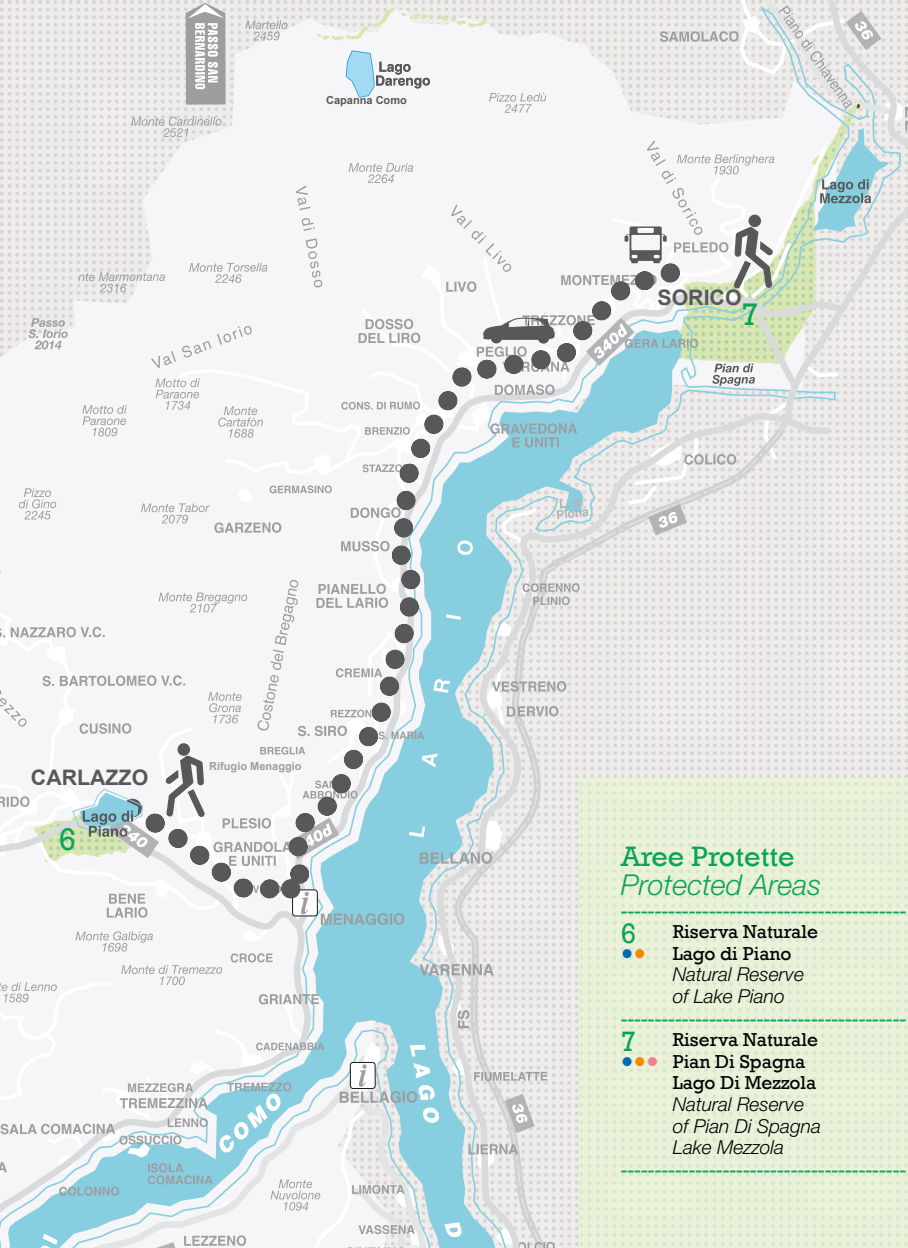 PASSO SAN
BERNARDINO
Martello
2459
Lago
Darengo
Capanna Como
SAMOLACO
36
Piano di Chiavenna
Pizzo Ledù
2477
Monte Cardinello
2521
Monte Duria
2264
Val di Sorico
Monte Berlinghera
1930
Lago di
Mezzola
Val di Dosso
Val di Livo
PELEDO
nte Marmontana
2316
Monte Torsella
2246
LIVO
MONTEMEZZO
SORICO
7
Passo
S. Iorio
2014
Val San Iorio
DOSSO
DEL LIRO
TREZZONE
340d
GERA LARIO
PEGLIO
Pian di
Spagna
DOMASO
Motto di
Paraone
1734
Motto di
Paraone
1809
Monte
Cartafòn
1688
CONS. DI RUMO
BRENZIO
GRAVEDONA
E UNITI
COLICO
STAZZO
GERMASINO
Pizzo
di Gino
2245
Monte Tabor
2079
GARZENO
DONGO
Piona
36
MUSSO
PIANELLO
DEL LARIO
CORENNO
PLINIO
Monte Bregagno
2107
Costone del Bregagno
LARIO
S. NAZZARO V.C.
S. BARTOLOMEO V.C.
CREMIA
VESTRENO
DERVIO
Monte
Grona
1736
REZZON
S. SIRO
S. MARIA
CUSINO
BREGLIA
Rifugio Menaggio
CARLAZZO
SAN
ABBONDIO
RIDO
Lago di
Piano
6
PLESIO
340d
GRANDOLA
E UNITI
BELLANO
BENE
LARIO
i
MENAGGIO
Monte Galbiga
1698
CROCE
Monte di Tremezzo
1700
te di Lenno
1589
VARENNA
GRIANTE
FS
CADENABBIA
i
BELLAGIO
FIUMELATTE
MEZZEGRA
TREMEZZO
TREMEZZINA
LENNO
SALA COMACINA
OSSUCCIO
COMO
LAGO
36
LIERNA
ISOLA
COMACINA
COLONNO
Monte
Nuvolone
1094
LIMONTA
VASSENA
LEZZENO
DI
D
Aree Protette
Protected Areas
6
Riserva Naturale
Lago di Piano
Natural Reserve
of Lake Piano
7
Riserva Naturale
Pian Di Spagna
Lago Di Mezzola
Natural Reserve
of Pian Di Spagna
Lake Mezzola